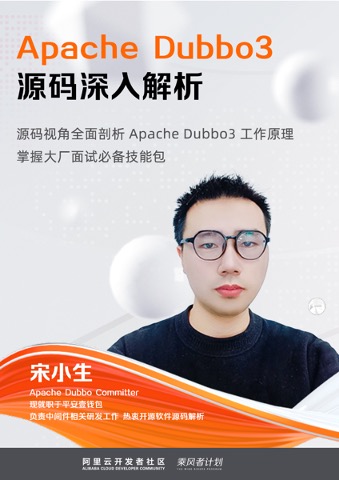 Apache Dubbo3
源码深入解析
源码视角全面剖析 Apache Dubbo3 工作原理
掌握大厂面试必备技能包
宋小生
Apache Dubbo Committer
现就职于平安壹钱包
负责中间件相关研发工作 热衷开源软件源码解析
阿里云开发者社区
ALIBABA CLOUD DEVELOPER COMMUNITY
乘风者计划